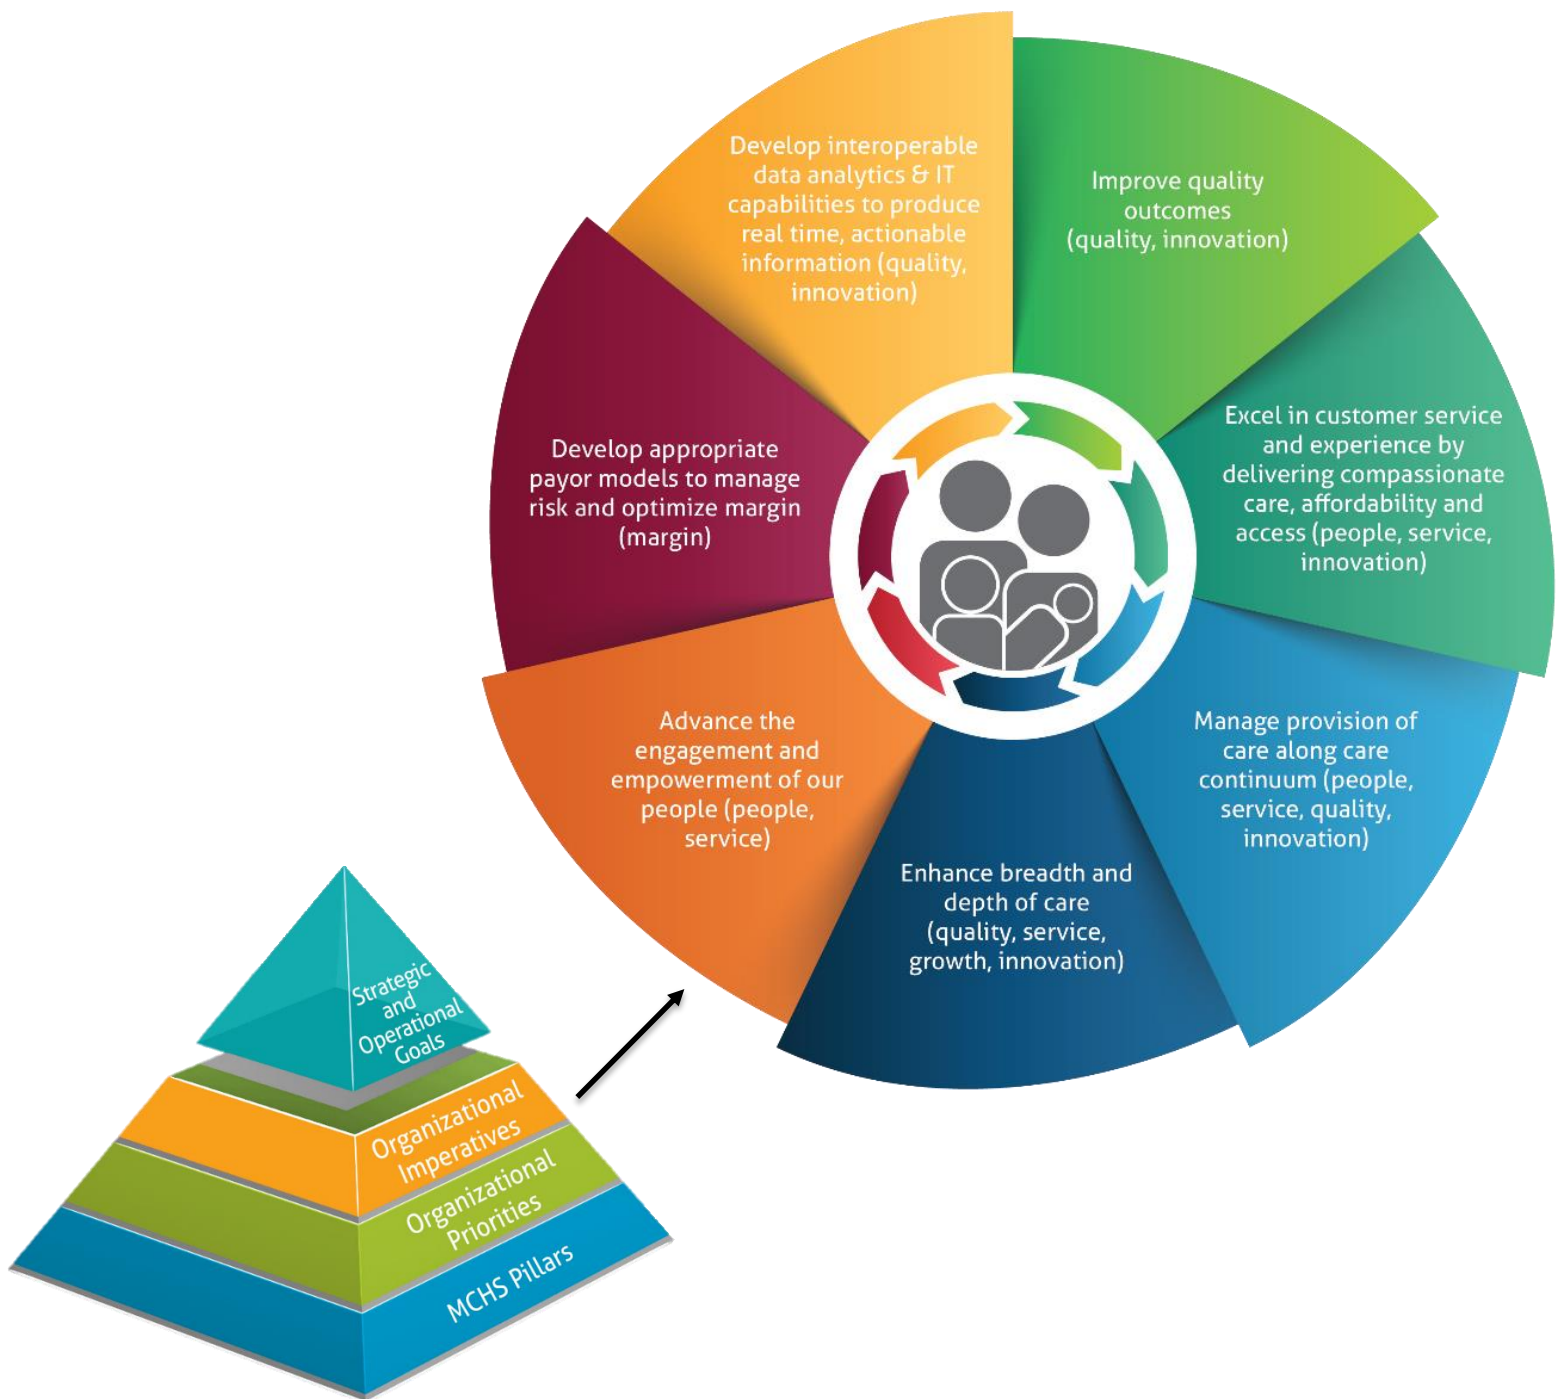 Develop interoperable
data analytics & IT
capabilities to produce
real time, actionable
information (quality,
innovation)
Improve quality
outcomes
(quality, innovation)
Excel in customer service
and experience by
delivering compassionate
care, affordability and
access (people, service,
innovation)
Manage provision of
care along care
continuum (people,
service, quality,
innovation)
Enhance breadth and
depth of care
(quality, service,
growth, innovation)
Advance the
engagement and
empowerment of our
people (people,
service)
Develop appropriate
payor models to manage
risk and optimize margin
(margin)
Strategic
and
Operational
Goals
Organizational
Imperatives
Organizational
Priorities
MCHS Pillars